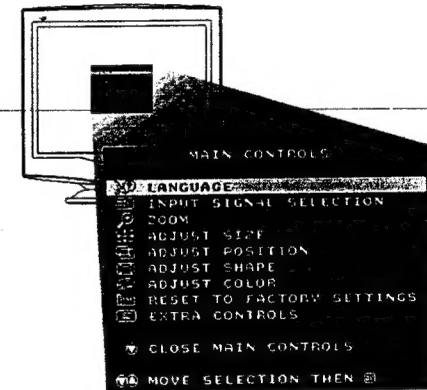 MAIN CONTROLS
LANGUAGE
INPUT SIGNAL SELECTION
ZOOM
ADJUST SIZE
ADJUST POSITION
ADJUST SHAPE
ADJUST COLOR
RESET TO FACTORY SETTINGS
EXTRA CONTROLS
CLOSE MAIN CONTROLS
MOVE SELECTION THEN